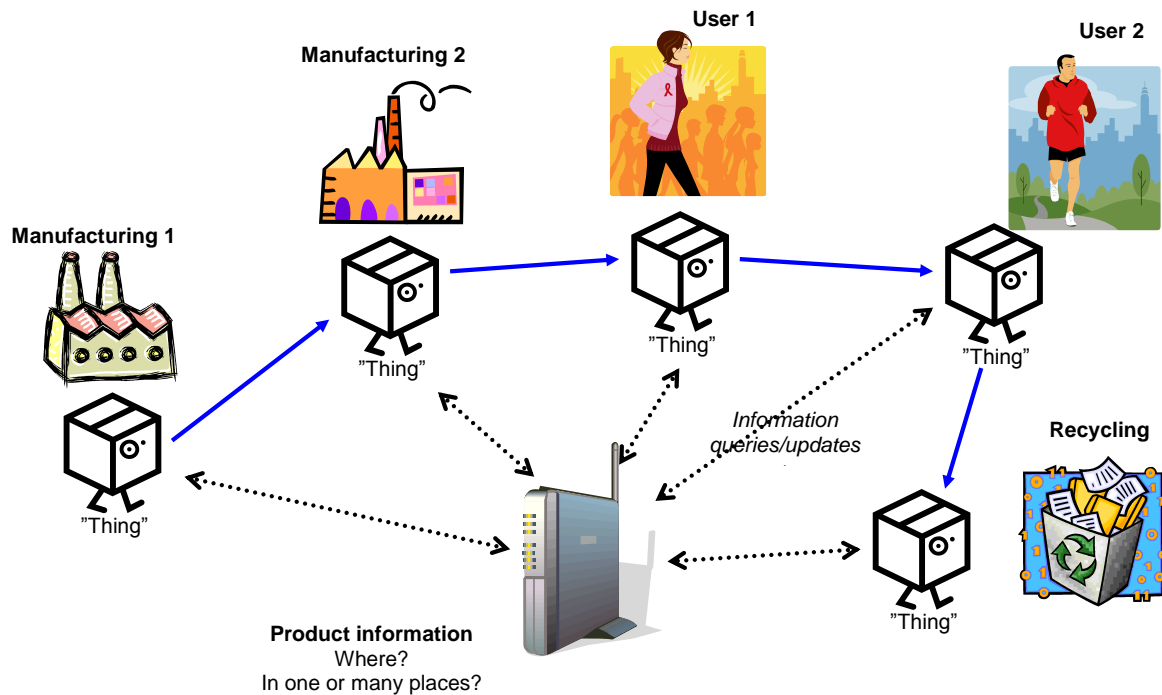 User 1
User 2
Manufacturing 2
Manufacturing 1
”Thing”
”Thing”
”Thing”
Information
queries/updates
Recycling
”Thing”
”Thing”
Product information
Where?
In one or many places?